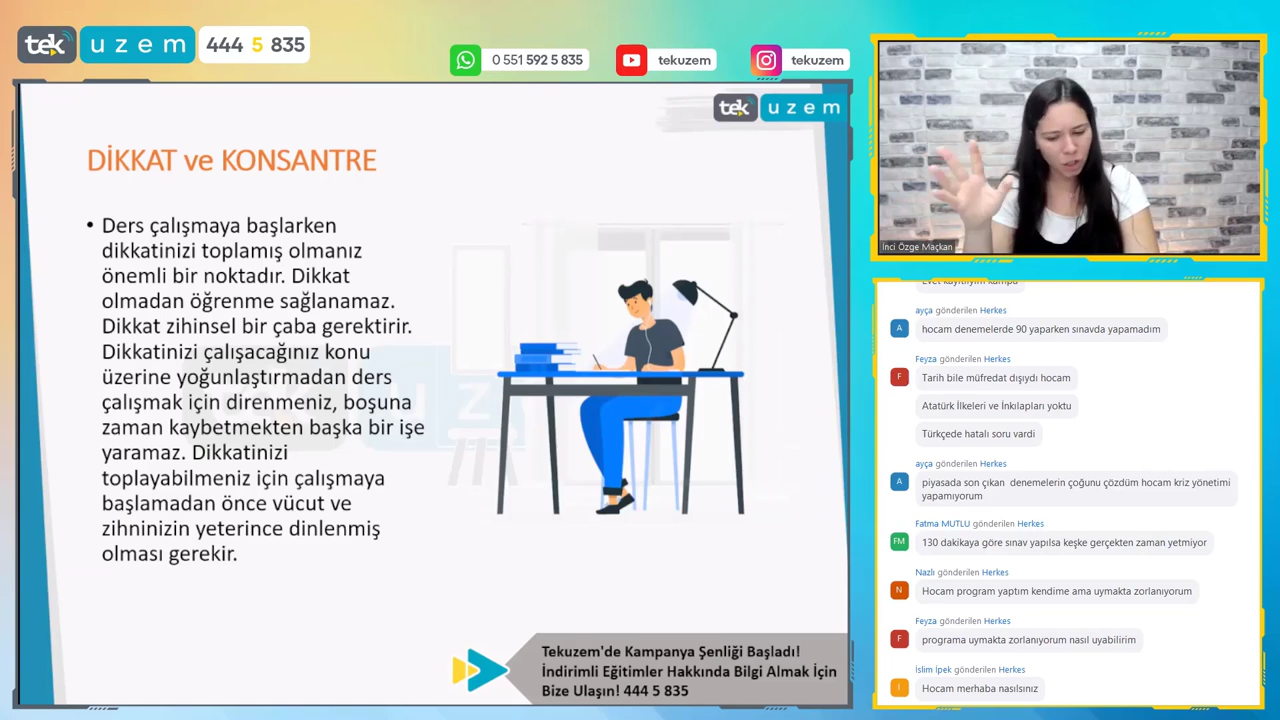 tek uzem 444 5 835
0 551 592 5 835
tekuzem
tekuzem
tek uzem
DİKKAT ve KONSANTRE
• Ders çalışmaya başlarken
dikkatinizi toplamış olmanız
önemli bir noktadır. Dikkat
olmadan öğrenme sağlanamaz.
Dikkat zihinsel bir çaba gerektirir.
Dikkatinizi çalışacağınız konu
üzerine yoğunlaştırmadan ders
çalışmak için direnmeniz, boşuna
zaman kaybetmekten başka bir işe
yaramaz. Dikkatinizi
toplayabilmeniz için çalışmaya
başlamadan önce vücut ve
zihninizin yeterince dinlenmiş
olması gerekir.
Tekuzem'de Kampanya Şenliği Başladı!
İndirimli Eğitimler Hakkında Bilgi Almak İçin
Bize Ulaşın! 444 5 835
İnci Özge Maçkan
ayça gönderilen Herkes
A
hocam denemelerde 90 yaparken sınavda yapamadım
Feyza gönderilen Herkes
F
Tarih bile müfredat dışıydı hocam
Atatürk İlkeleri ve İnkılapları yoktu
Türkçede hatalı soru vardi
ayça gönderilen Herkes
A
piyasada son çıkan denemelerin çoğunu çözdüm hocam kriz yönetimi
yapamıyorum
Fatma MUTLU gönderilen Herkes
FM
130 dakikaya göre sınav yapılsa keşke gerçekten zaman yetmiyor
Nazlı gönderilen Herkes
N
Hocam program yaptım kendime ama uymakta zorlanıyorum
Feyza gönderilen Herkes
F
programa uymakta zorlanıyorum nasıl uyabilirim
İslim İpek gönderilen Herkes
İ
Hocam merhaba nasılsınız